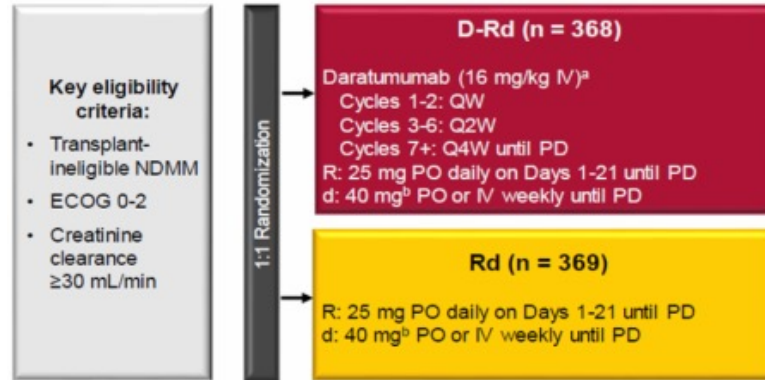 Key eligibility
criteria:
• Transplant-
ineligible NDMM
• ECOG 0-2
• Creatinine
clearance
≥30 mL/min
1:1 Randomization
D-Rd (n = 368)
Daratumumab (16 mg/kg IV)ᵃ
Cycles 1-2: QW
Cycles 3-6: Q2W
Cycles 7+: Q4W until PD
R: 25 mg PO daily on Days 1-21 until PD
d: 40 mgᵇ PO or IV weekly until PD
Rd (n = 369)
R: 25 mg PO daily on Days 1-21 until PD
d: 40 mgᵇ PO or IV weekly until PD